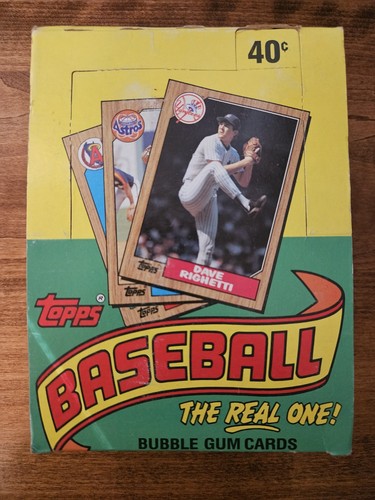 40¢
Astros
DAVE
RIGHETTI
Topps
Topps
Topps
Topps®
BASEBALL
THE REAL ONE!
BUBBLE GUM CARDS